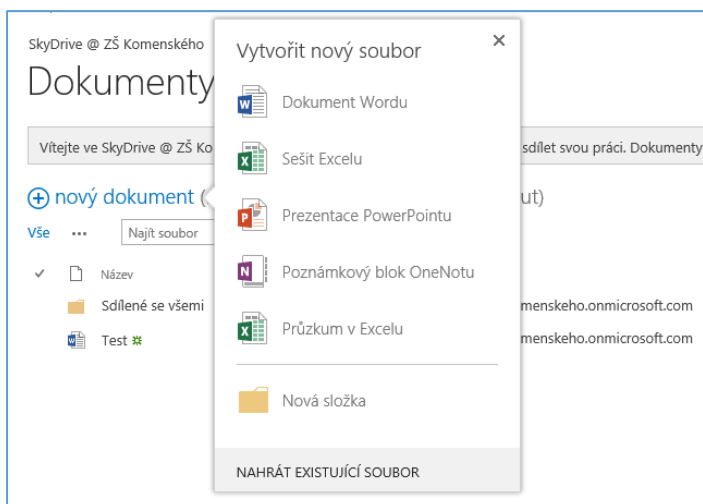 SkyDrive @ ZŠ Komenského
Dokumenty
Vítejte ve SkyDrive @ ZŠ Ko
sdílet svou práci. Dokumenty
nový dokument (
ut)
Vše ... Najít soubor
Název
Sdílené se všemi
menskeho.onmicrosoft.com
Test
menskeho.onmicrosoft.com
Vytvořit nový soubor
Dokument Wordu
Sešit Excelu
Prezentace PowerPointu
Poznámkový blok OneNotu
Průzkum v Excelu
Nová složka
NAHRÁT EXISTUJÍCÍ SOUBOR